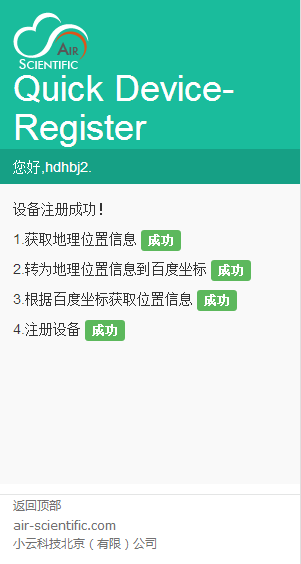 AIR
SCIENTIFIC
Quick Device-
Register
您好,hdhbj2.
设备注册成功！
1.获取地理位置信息 成功
2.转为地理位置信息到百度坐标 成功
3.根据百度坐标获取位置信息 成功
4.注册设备 成功
返回顶部
air-scientific.com
小云科技北京（有限）公司